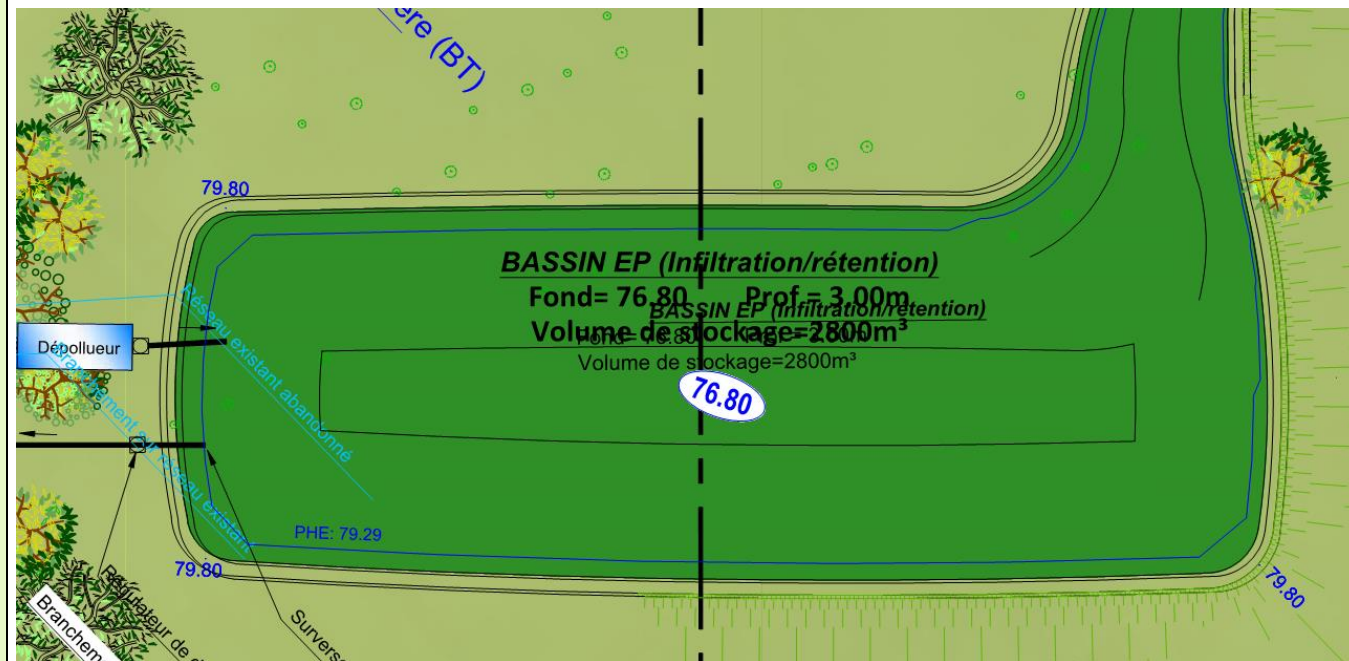 ère (BT)
79.80
BASSIN EP (Infiltration/rétention)
Fond= 76.80 Prof = 3.00m
BASSIN EP (Infiltration/rétention)
Volume de stockage=2800m³
Volume de stockage=2800m³
76.80
Réseau existant abandonné
Dépollueur
Branchement sur réseau existant
PHE: 79.29
79.80
79.80
Régulateur de
Surverse
Branchem